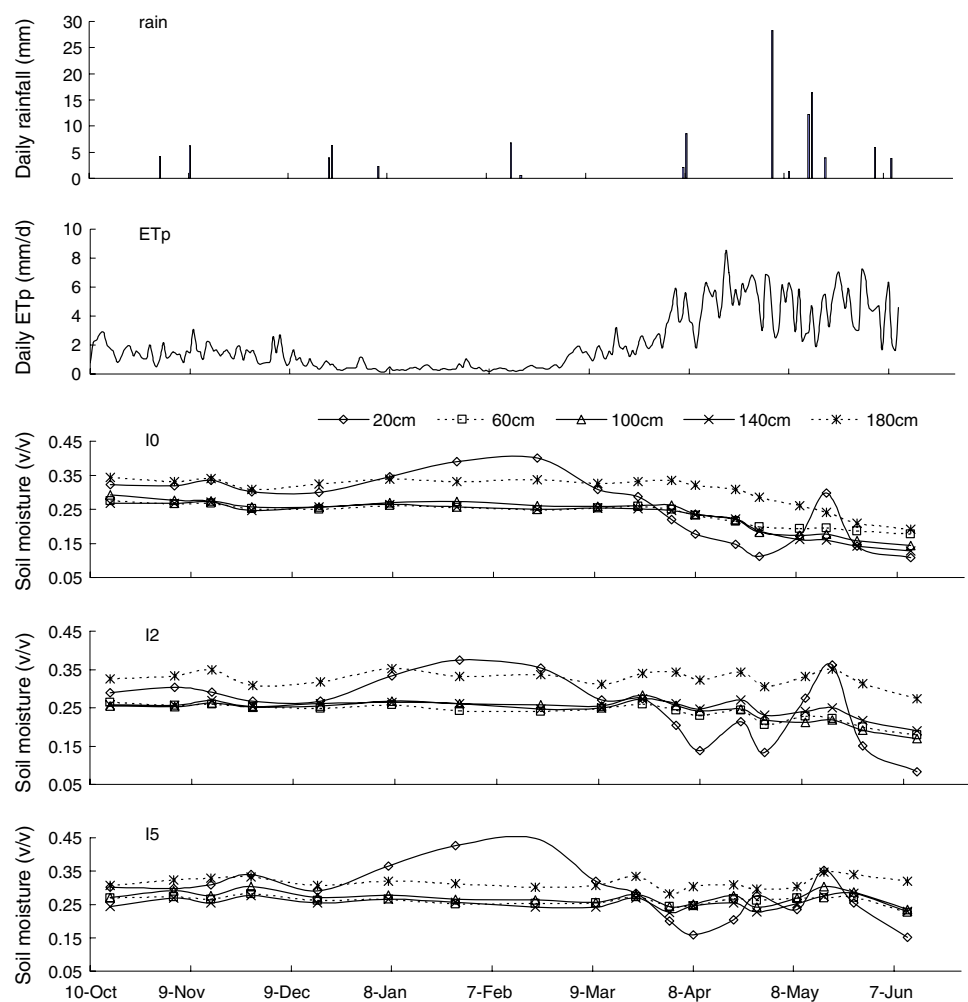 rain
Daily rainfall (mm)
30
25
20
15
10
5
0
ETp
Daily ETp (mm/d)
10
8
6
4
2
0
20cm 60cm 100cm 140cm 180cm
I0
Soil moisture (v/v)
0.45
0.35
0.25
0.15
0.05
I2
Soil moisture (v/v)
0.45
0.35
0.25
0.15
0.05
I5
Soil moisture (v/v)
0.45
0.35
0.25
0.15
0.05
10-Oct 9-Nov 9-Dec 8-Jan 7-Feb 9-Mar 8-Apr 8-May 7-Jun